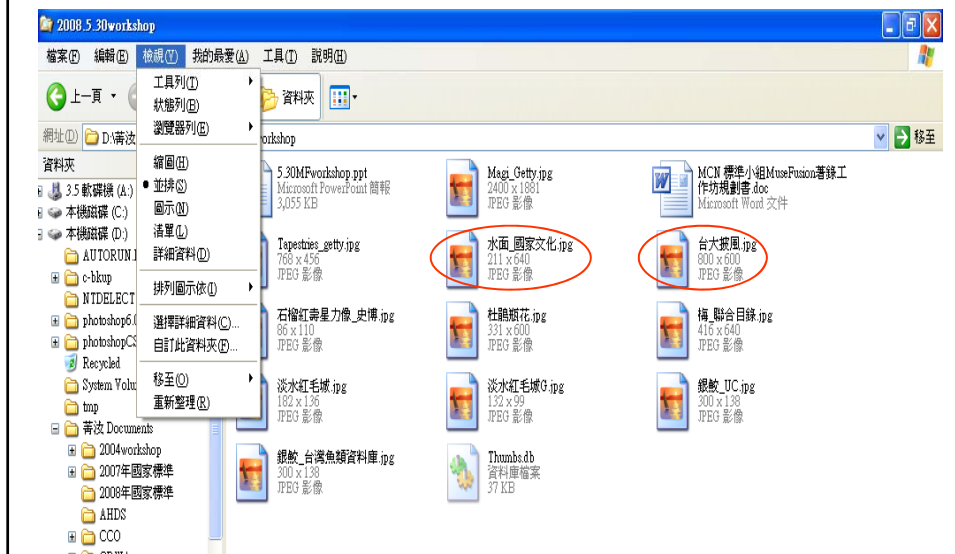 2008.5.30workshop
檔案(F) 編輯(E) 檢視(V) 我的最愛(A) 工具(T) 說明(H)
上一頁 資料夾
網址(D) D:\菁汝 workshop 移至
資料夾
3.5 軟碟機 (A:)
本機磁碟 (C:)
本機磁碟 (D:)
AUTORUN.I
c-bkup
NTDELECT
photoshop6.0
photoshopCS
Recycled
System Volu
tmp
菁汝 Documents
2004workshop
2007年國家標準
2008年國家標準
AHDS
CCO
工具列(T)
狀態列(B)
瀏覽器列(E)
縮圖(H)
並排(S)
圖示(N)
清單(L)
詳細資料(D)
排列圖示依(I)
選擇詳細資料(C)...
自訂此資料夾(F)...
移至(O)
重新整理(R)
5.30MFworkshop.ppt
Microsoft PowerPoint 簡報
3,055 KB
Magi_Getty.jpg
2400 x 1881
JPEG 影像
MCN 標準小組MuseFusion著錄工
作坊規劃書.doc
Microsoft Word 文件
Tapestries_getty.jpg
768 x 456
JPEG 影像
水面_國家文化.jpg
211 x 640
JPEG 影像
台大披風.jpg
800 x 600
JPEG 影像
石榴紅壽星力像_史博.jpg
86 x 110
JPEG 影像
杜鵑瓶花.jpg
331 x 600
JPEG 影像
梅_聯合目錄.jpg
416 x 640
JPEG 影像
淡水紅毛城.jpg
182 x 136
JPEG 影像
淡水紅毛城G.jpg
132 x 99
JPEG 影像
銀鮫_UC.jpg
300 x 138
JPEG 影像
銀鮫_台灣魚類資料庫.jpg
300 x 138
JPEG 影像
Thumbs.db
資料庫檔案
37 KB